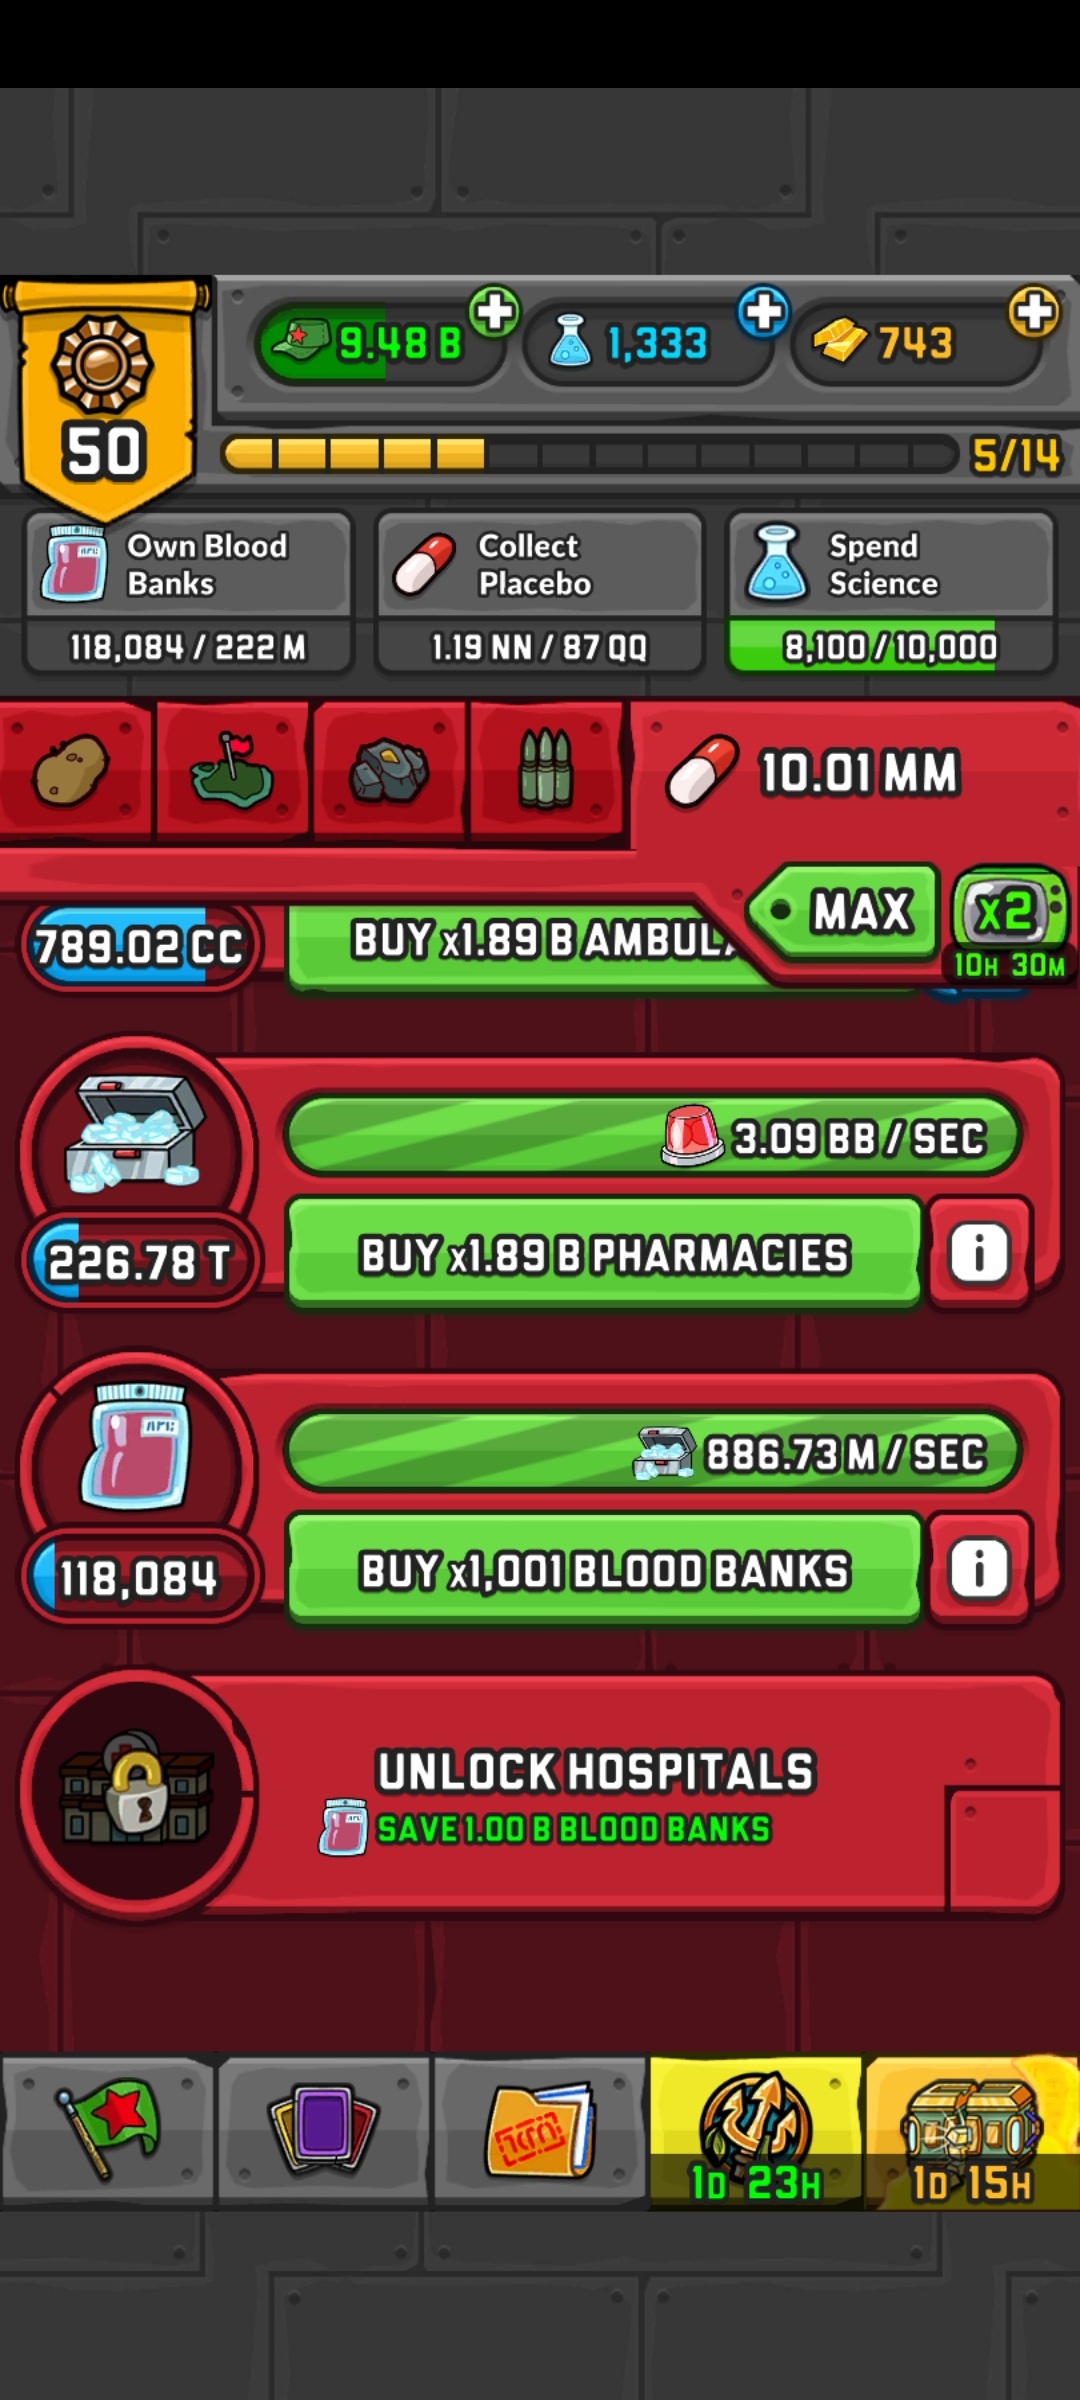 9.48 B
1,333
743
50
5/14
Own Blood
Banks
118,084 / 222 M
Collect
Placebo
1.19 NN / 87 QQ
Spend
Science
8,100 / 10,000
10.01 MM
MAX
x2
10H 30M
789.02 CC
BUY x1.89 B AMBUL
3.09 BB / SEC
226.78 T
BUY x1.89 B PHARMACIES
i
886.73 M / SEC
118,084
BUY x1,001 BLOOD BANKS
i
UNLOCK HOSPITALS
SAVE 1.00 B BLOOD BANKS
1D 23H
1D 15H